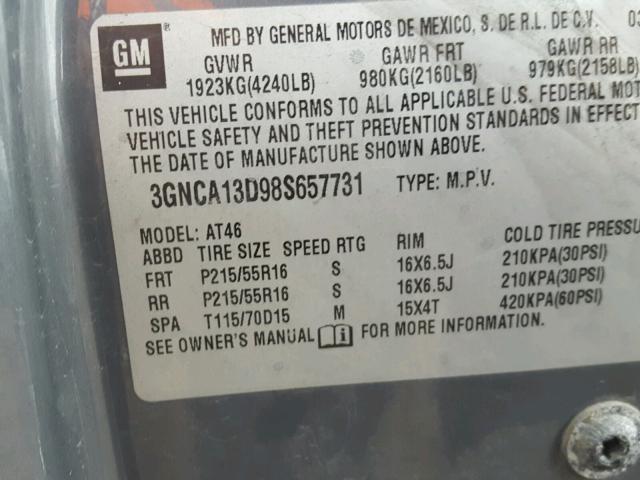 GM
MFD BY GENERAL MOTORS DE MEXICO, S. DE R.L. DE C.V. 03
GVWR GAWR FRT GAWR RR
1923KG(4240LB) 980KG(2160LB) 979KG(2158LB)
THIS VEHICLE CONFORMS TO ALL APPLICABLE U.S. FEDERAL MOT
VEHICLE SAFETY AND THEFT PREVENTION STANDARDS IN EFFECT
THE DATE OF MANUFACTURE SHOWN ABOVE.
3GNCA13D98S657731 TYPE: M.P.V.
MODEL: AT46
ABBD TIRE SIZE SPEED RTG RIM COLD TIRE PRESSU
FRT P215/55R16 S 16X6.5J 210KPA(30PSI)
RR P215/55R16 S 16X6.5J 210KPA(30PSI)
SPA T115/70D15 M 15X4T 420KPA(60PSI)
SEE OWNER'S MANUAL i FOR MORE INFORMATION.